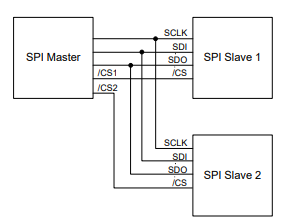 SPI Master
/CS1
/CS2
SCLK
SDI
SDO
/CS
SPI Slave 1
SCLK
SDI
SDO
/CS
SPI Slave 2